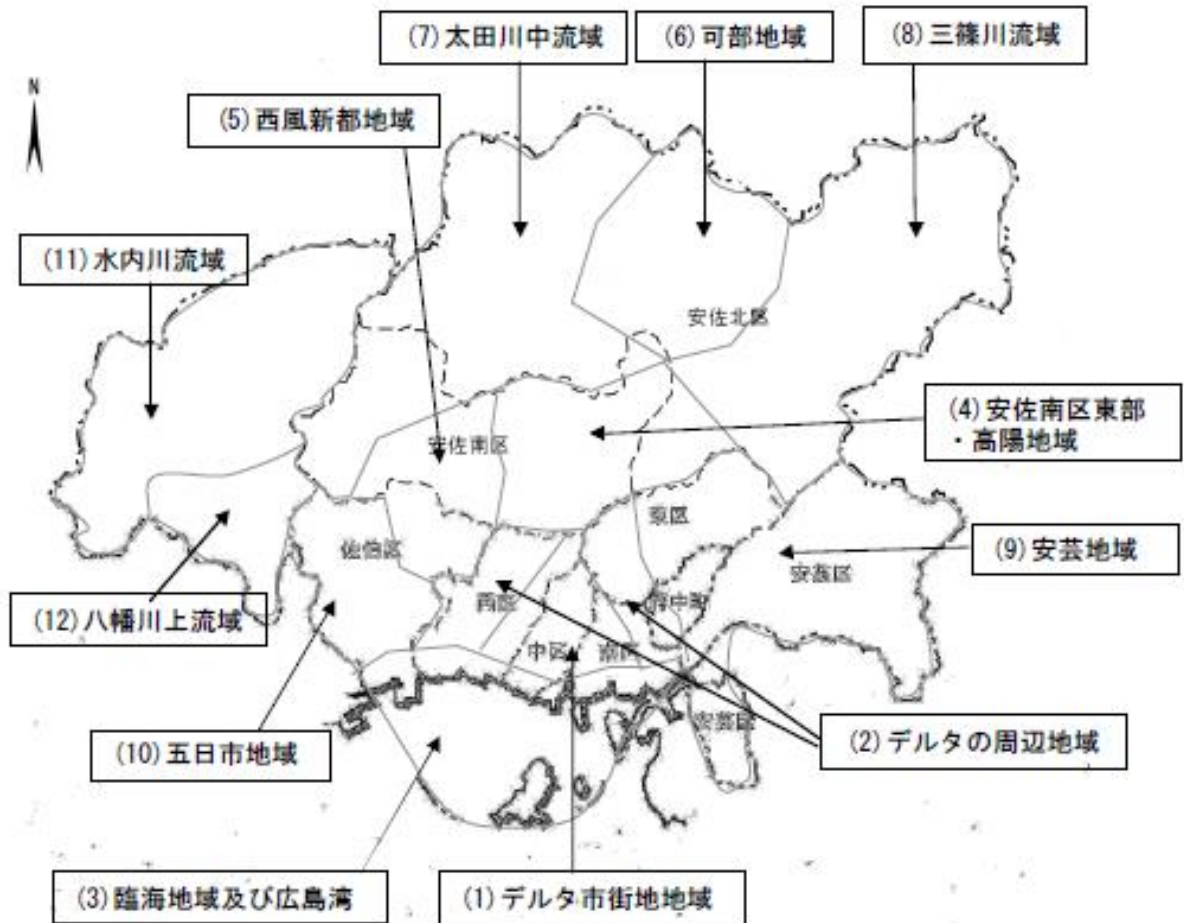 (7) 太田川中流域
(6) 可部地域
(8) 三篠川流域
N
(5) 西風新都地域
(11) 水内川流域
安佐北区
(4) 安佐南区東部
・高陽地域
安佐南区
東区
佐伯区
(9) 安芸地域
安芸区
西区
府中町
(12) 八幡川上流域
中区
南区
安芸区
(10) 五日市地域
(2) デルタの周辺地域
(3) 臨海地域及び広島湾
(1) デルタ市街地地域